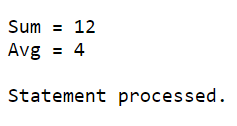 Sum = 12
Avg = 4
Statement processed.